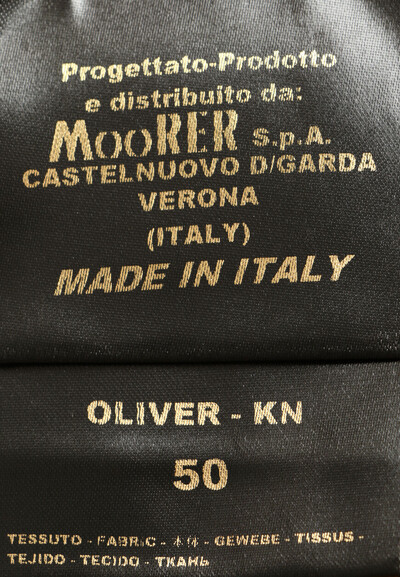 Progettato-Prodotto
e distribuito da:
MOORER S.p.A.
CASTELNUOVO D/GARDA
VERONA
(ITALY)
MADE IN ITALY
OLIVER - KN
50
TESSUTO - FABRIC - 本体 - GEWEBE - TISSUS -
TEJIDO - TECIDO - ТКАНЬ